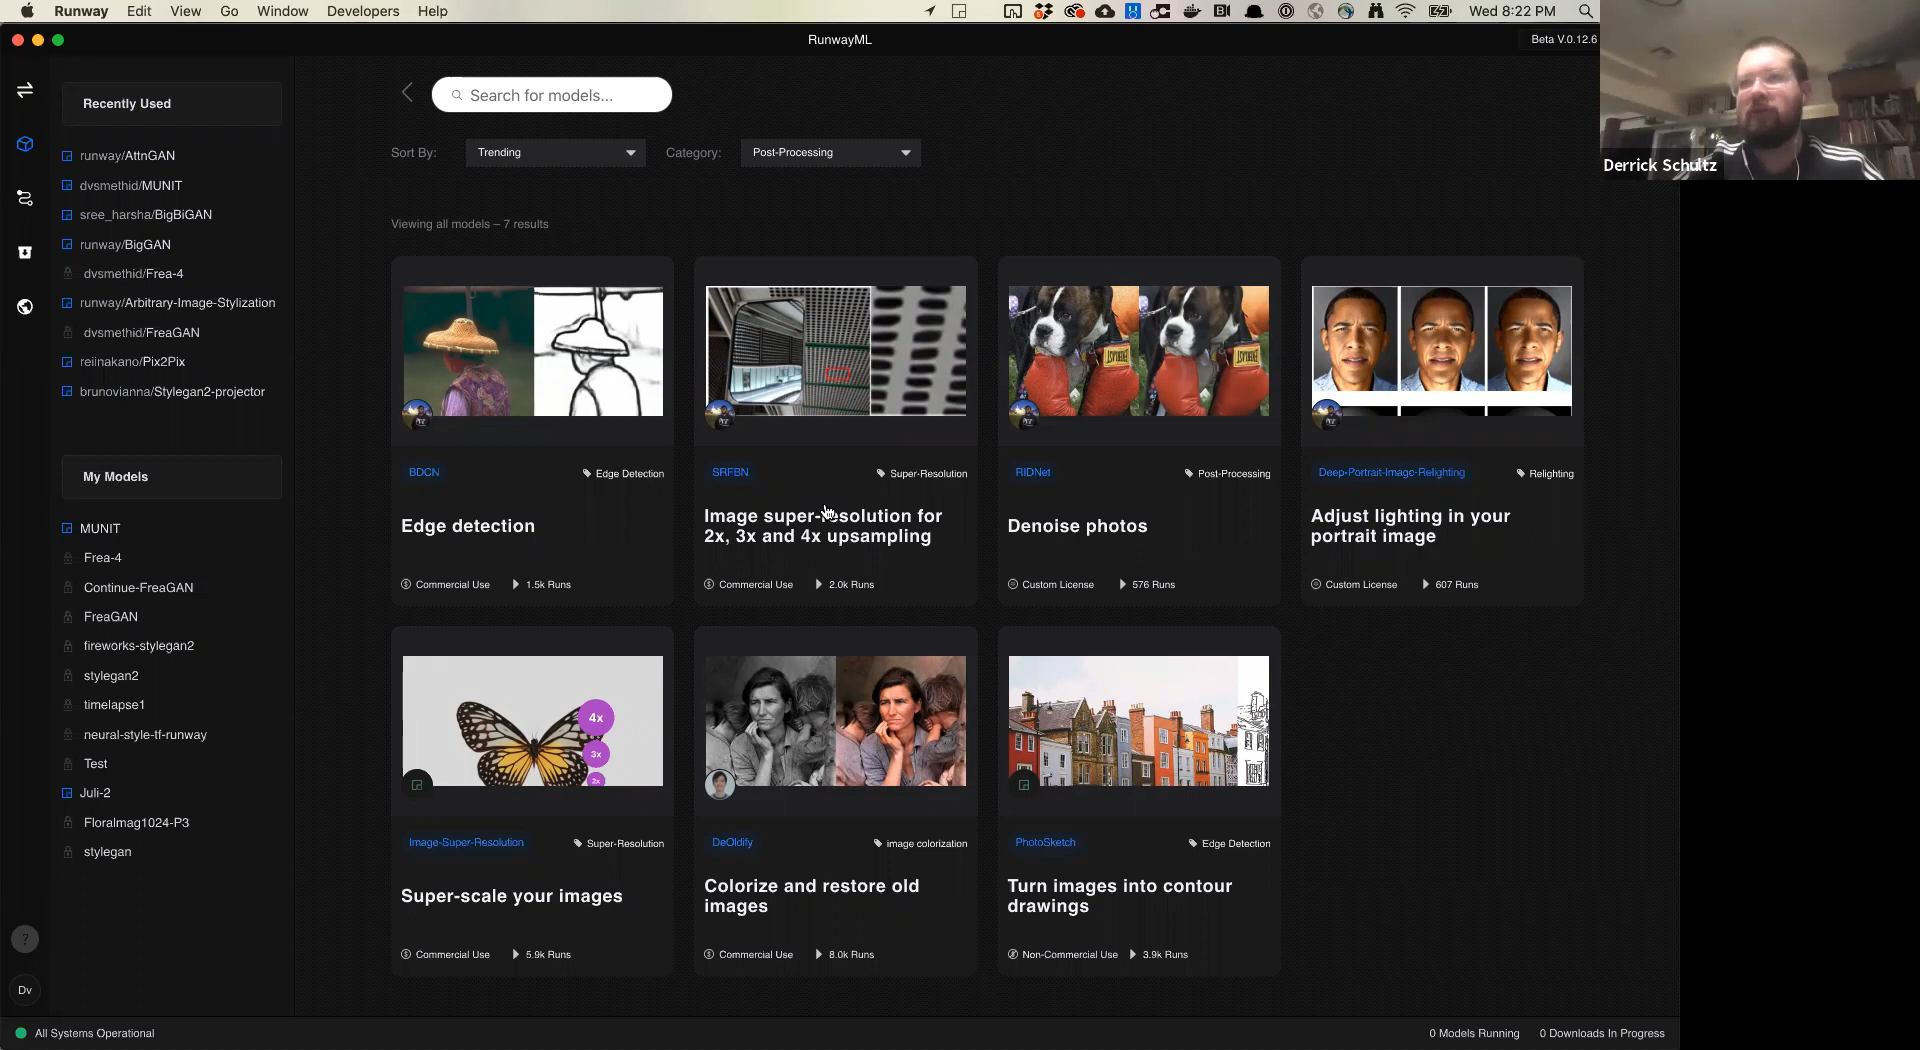 Runway Edit View Go Window Developers Help
Wed 8:22 PM
RunwayML
Beta V.0.12.6
Derrick Schultz
Recently Used
runway/AttnGAN
dvsmethid/MUNIT
sree_harsha/BigBiGAN
runway/BigGAN
dvsmethid/Frea-4
runway/Arbitrary-Image-Stylization
dvsmethid/FreaGAN
reiinakano/Pix2Pix
brunovianna/Stylegan2-projector
My Models
MUNIT
Frea-4
Continue-FreaGAN
FreaGAN
fireworks-stylegan2
stylegan2
timelapse1
neural-style-tf-runway
Test
Juli-2
Floralmag1024-P3
stylegan
?
Dv
Search for models...
Sort By: Trending Category: Post-Processing
Viewing all models – 7 results
BDCN Edge Detection
Edge detection
Commercial Use 1.5k Runs
SRFBN Super-Resolution
Image super-resolution for
2x, 3x and 4x upsampling
Commercial Use 2.0k Runs
RIDNet Post-Processing
Denoise photos
Custom License 576 Runs
Deep-Portrait-Image-Relighting Relighting
Adjust lighting in your
portrait image
Custom License 607 Runs
4x
3x
2x
Image-Super-Resolution Super-Resolution
Super-scale your images
Commercial Use 5.9k Runs
DeOldify image colorization
Colorize and restore old
images
Commercial Use 8.0k Runs
PhotoSketch Edge Detection
Turn images into contour
drawings
Non-Commercial Use 3.9k Runs
All Systems Operational
0 Models Running 0 Downloads In Progress